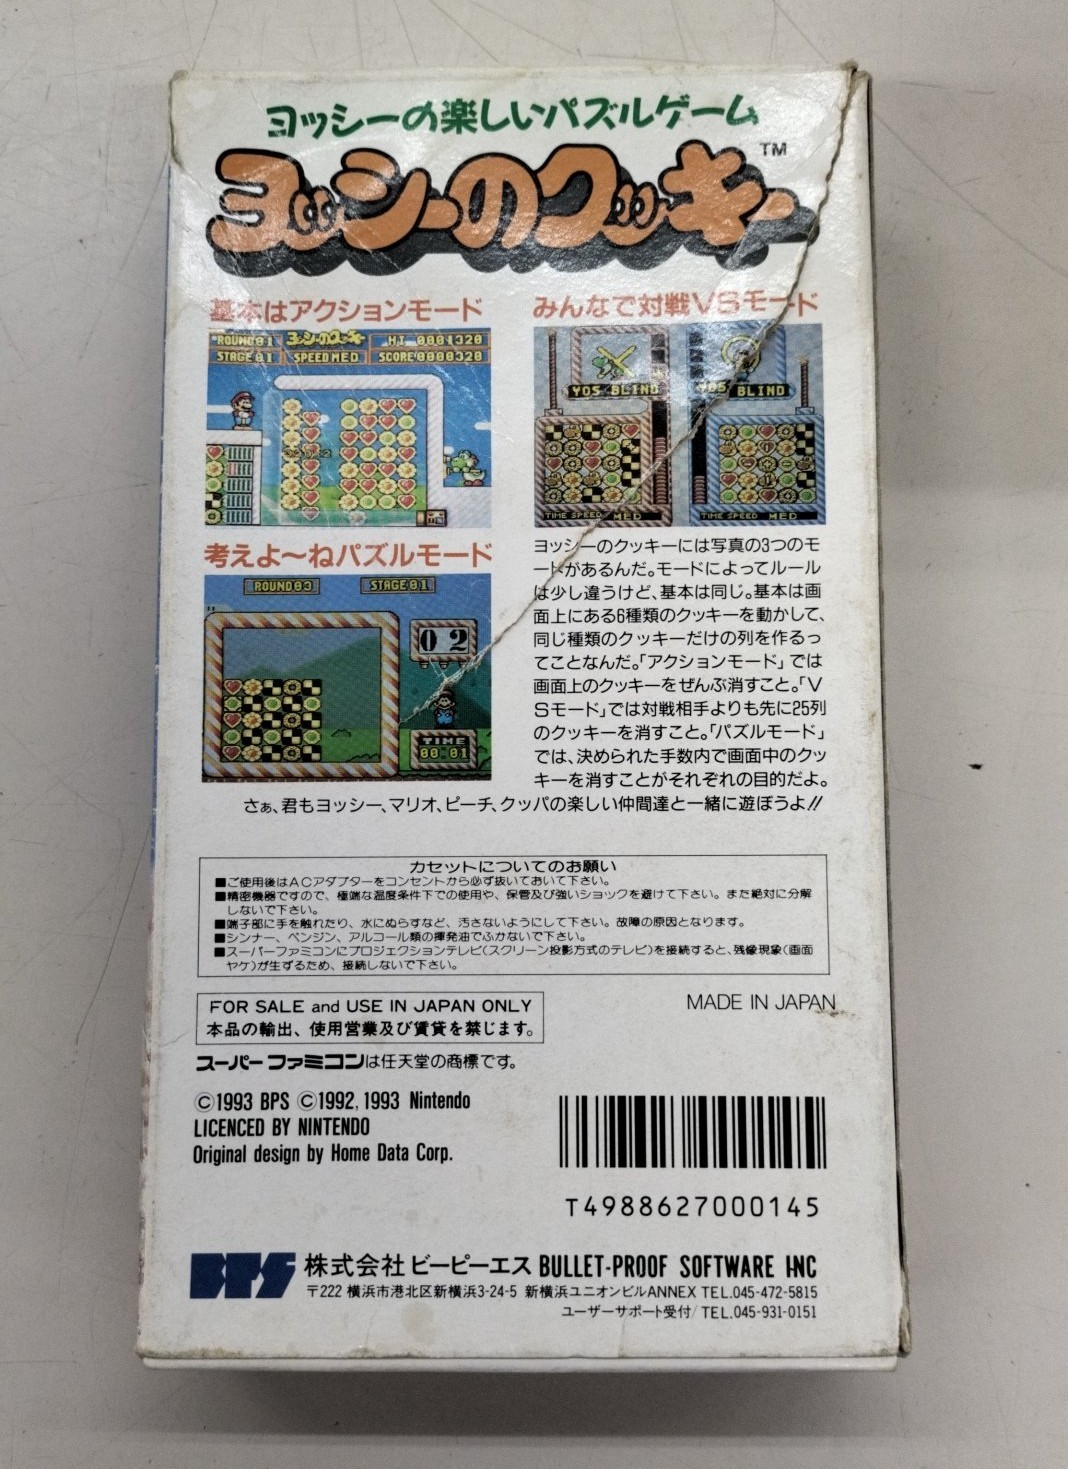 ヨッシーの楽しいパズルゲーム
ヨッシーのクッキー
TM
基本はアクションモード
ROUND01 ヨッシーのクッキー HI 0001320
STAGE01 SPEED MED SCORE0000320
みんなで対戦VSモード
YOS BLIND
YOS BLIND
TIME SPEED MED
TIME SPEED MED
考えよ〜ねパズルモード
ROUND03 STAGE01
02
TIME
00:01
ヨッシーのクッキーには写真の3つのモ
ードがあるんだ。モードによってルール
は少し違うけど、基本は同じ。基本は画
面上にある6種類のクッキーを動かして、
同じ種類のクッキーだけの列を作るっ
てことなんだ。「アクションモード」では
画面上のクッキーをぜんぶ消すこと。「V
Sモード」では対戦相手よりも先に25列
のクッキーを消すこと。「パズルモード」
では、決められた手数内で画面中のクッ
キーを消すことがそれぞれの目的だよ。
さぁ、君もヨッシー、マリオ、ピーチ、クッパの楽しい仲間達と一緒に遊ぼうよ!!
カセットについてのお願い
■ご使用後はACアダプターをコンセントから必ず抜いておいて下さい。
■精密機器ですので、極端な温度条件下での使用や、保管及び強いショックを避けて下さい。また絶対に分解
しないで下さい。
■端子部に手を触れたり、水にぬらすなど、汚さないようにして下さい。故障の原因となります。
■シンナー、ベンジン、アルコール類の揮発油でふかないで下さい。
■スーパーファミコンにプロジェクションテレビ(スクリーン投影方式のテレビ)を接続すると、残像現象(画面
ヤケ)が生ずるため、接続しないで下さい。
FOR SALE and USE IN JAPAN ONLY
本品の輸出、使用営業及び賃貸を禁じます。
MADE IN JAPAN
スーパーファミコンは任天堂の商標です。
©1993 BPS ©1992, 1993 Nintendo
LICENCED BY NINTENDO
Original design by Home Data Corp.
T4988627000145
BPS 株式会社ビーピーエス BULLET-PROOF SOFTWARE INC
〒222 横浜市港北区新横浜3-24-5 新横浜ユニオンビルANNEX TEL.045-472-5815
ユーザーサポート受付/TEL.045-931-0151